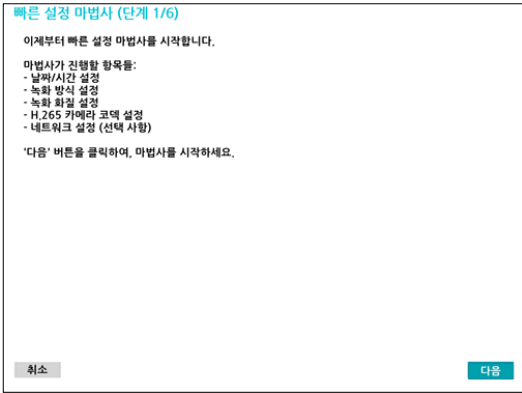 빠른 설정 마법사 (단계 1/6)
이제부터 빠른 설정 마법사를 시작합니다.
마법사가 진행할 항목들:
- 날짜/시간 설정
- 녹화 방식 설정
- 녹화 화질 설정
- H.265 카메라 코덱 설정
- 네트워크 설정 (선택 사항)
'다음' 버튼을 클릭하여, 마법사를 시작하세요.
취소
다음